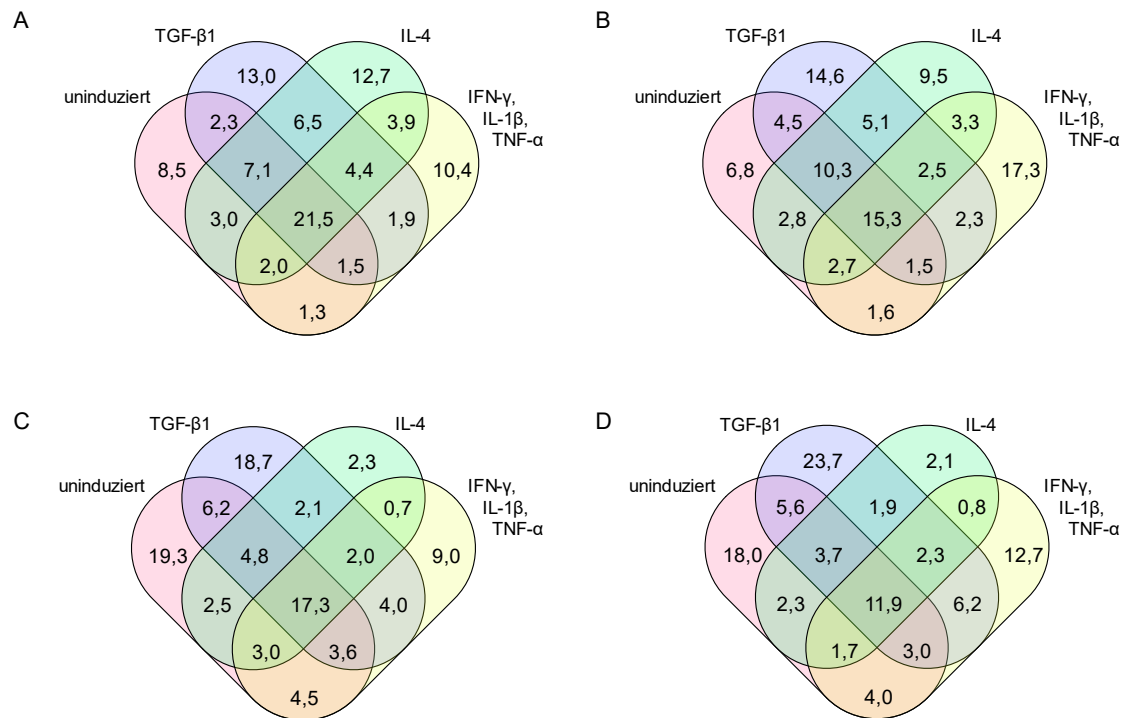 A
TGF-β1
IL-4
uninduziert
IFN-γ,
IL-1β,
TNF-α
13,0
12,7
2,3
6,5
3,9
8,5
7,1
4,4
10,4
3,0
21,5
1,9
2,0
1,5
1,3
B
TGF-β1
IL-4
uninduziert
IFN-γ,
IL-1β,
TNF-α
14,6
9,5
4,5
5,1
3,3
6,8
10,3
2,5
17,3
2,8
15,3
2,3
2,7
1,5
1,6
C
TGF-β1
IL-4
uninduziert
IFN-γ,
IL-1β,
TNF-α
18,7
2,3
6,2
2,1
0,7
19,3
4,8
2,0
9,0
2,5
17,3
4,0
3,0
3,6
4,5
D
TGF-β1
IL-4
uninduziert
IFN-γ,
IL-1β,
TNF-α
23,7
2,1
5,6
1,9
0,8
18,0
3,7
2,3
12,7
2,3
11,9
6,2
1,7
3,0
4,0